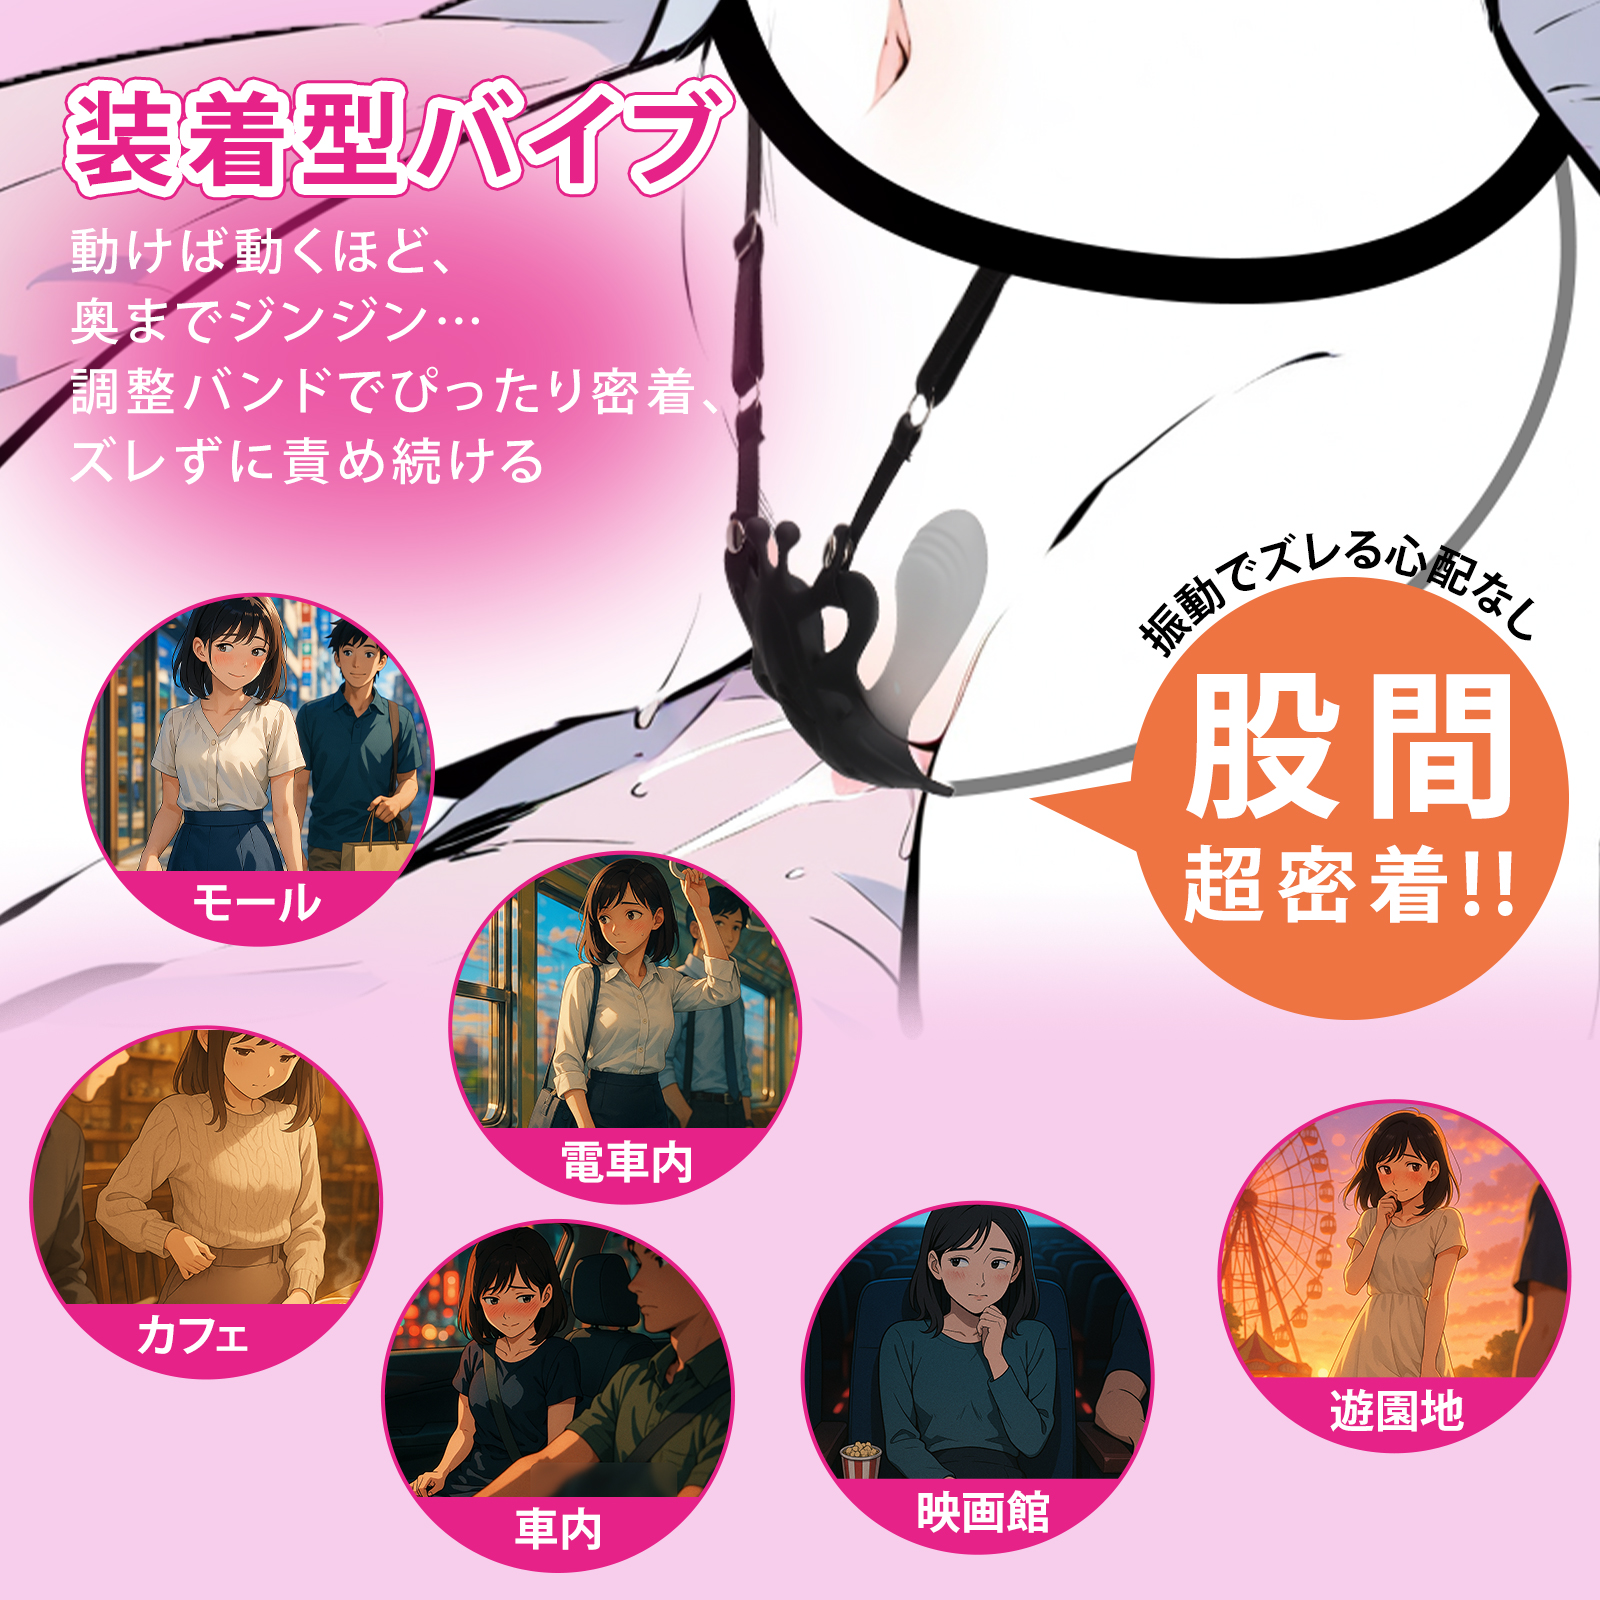 装着型バイブ
動けば動くほど、
奥までジンジン…
調整バンドでぴったり密着、
ズレずに責め続ける
振動でズレる心配なし
股間
超密着!!
モール
電車内
カフェ
車内
映画館
遊園地